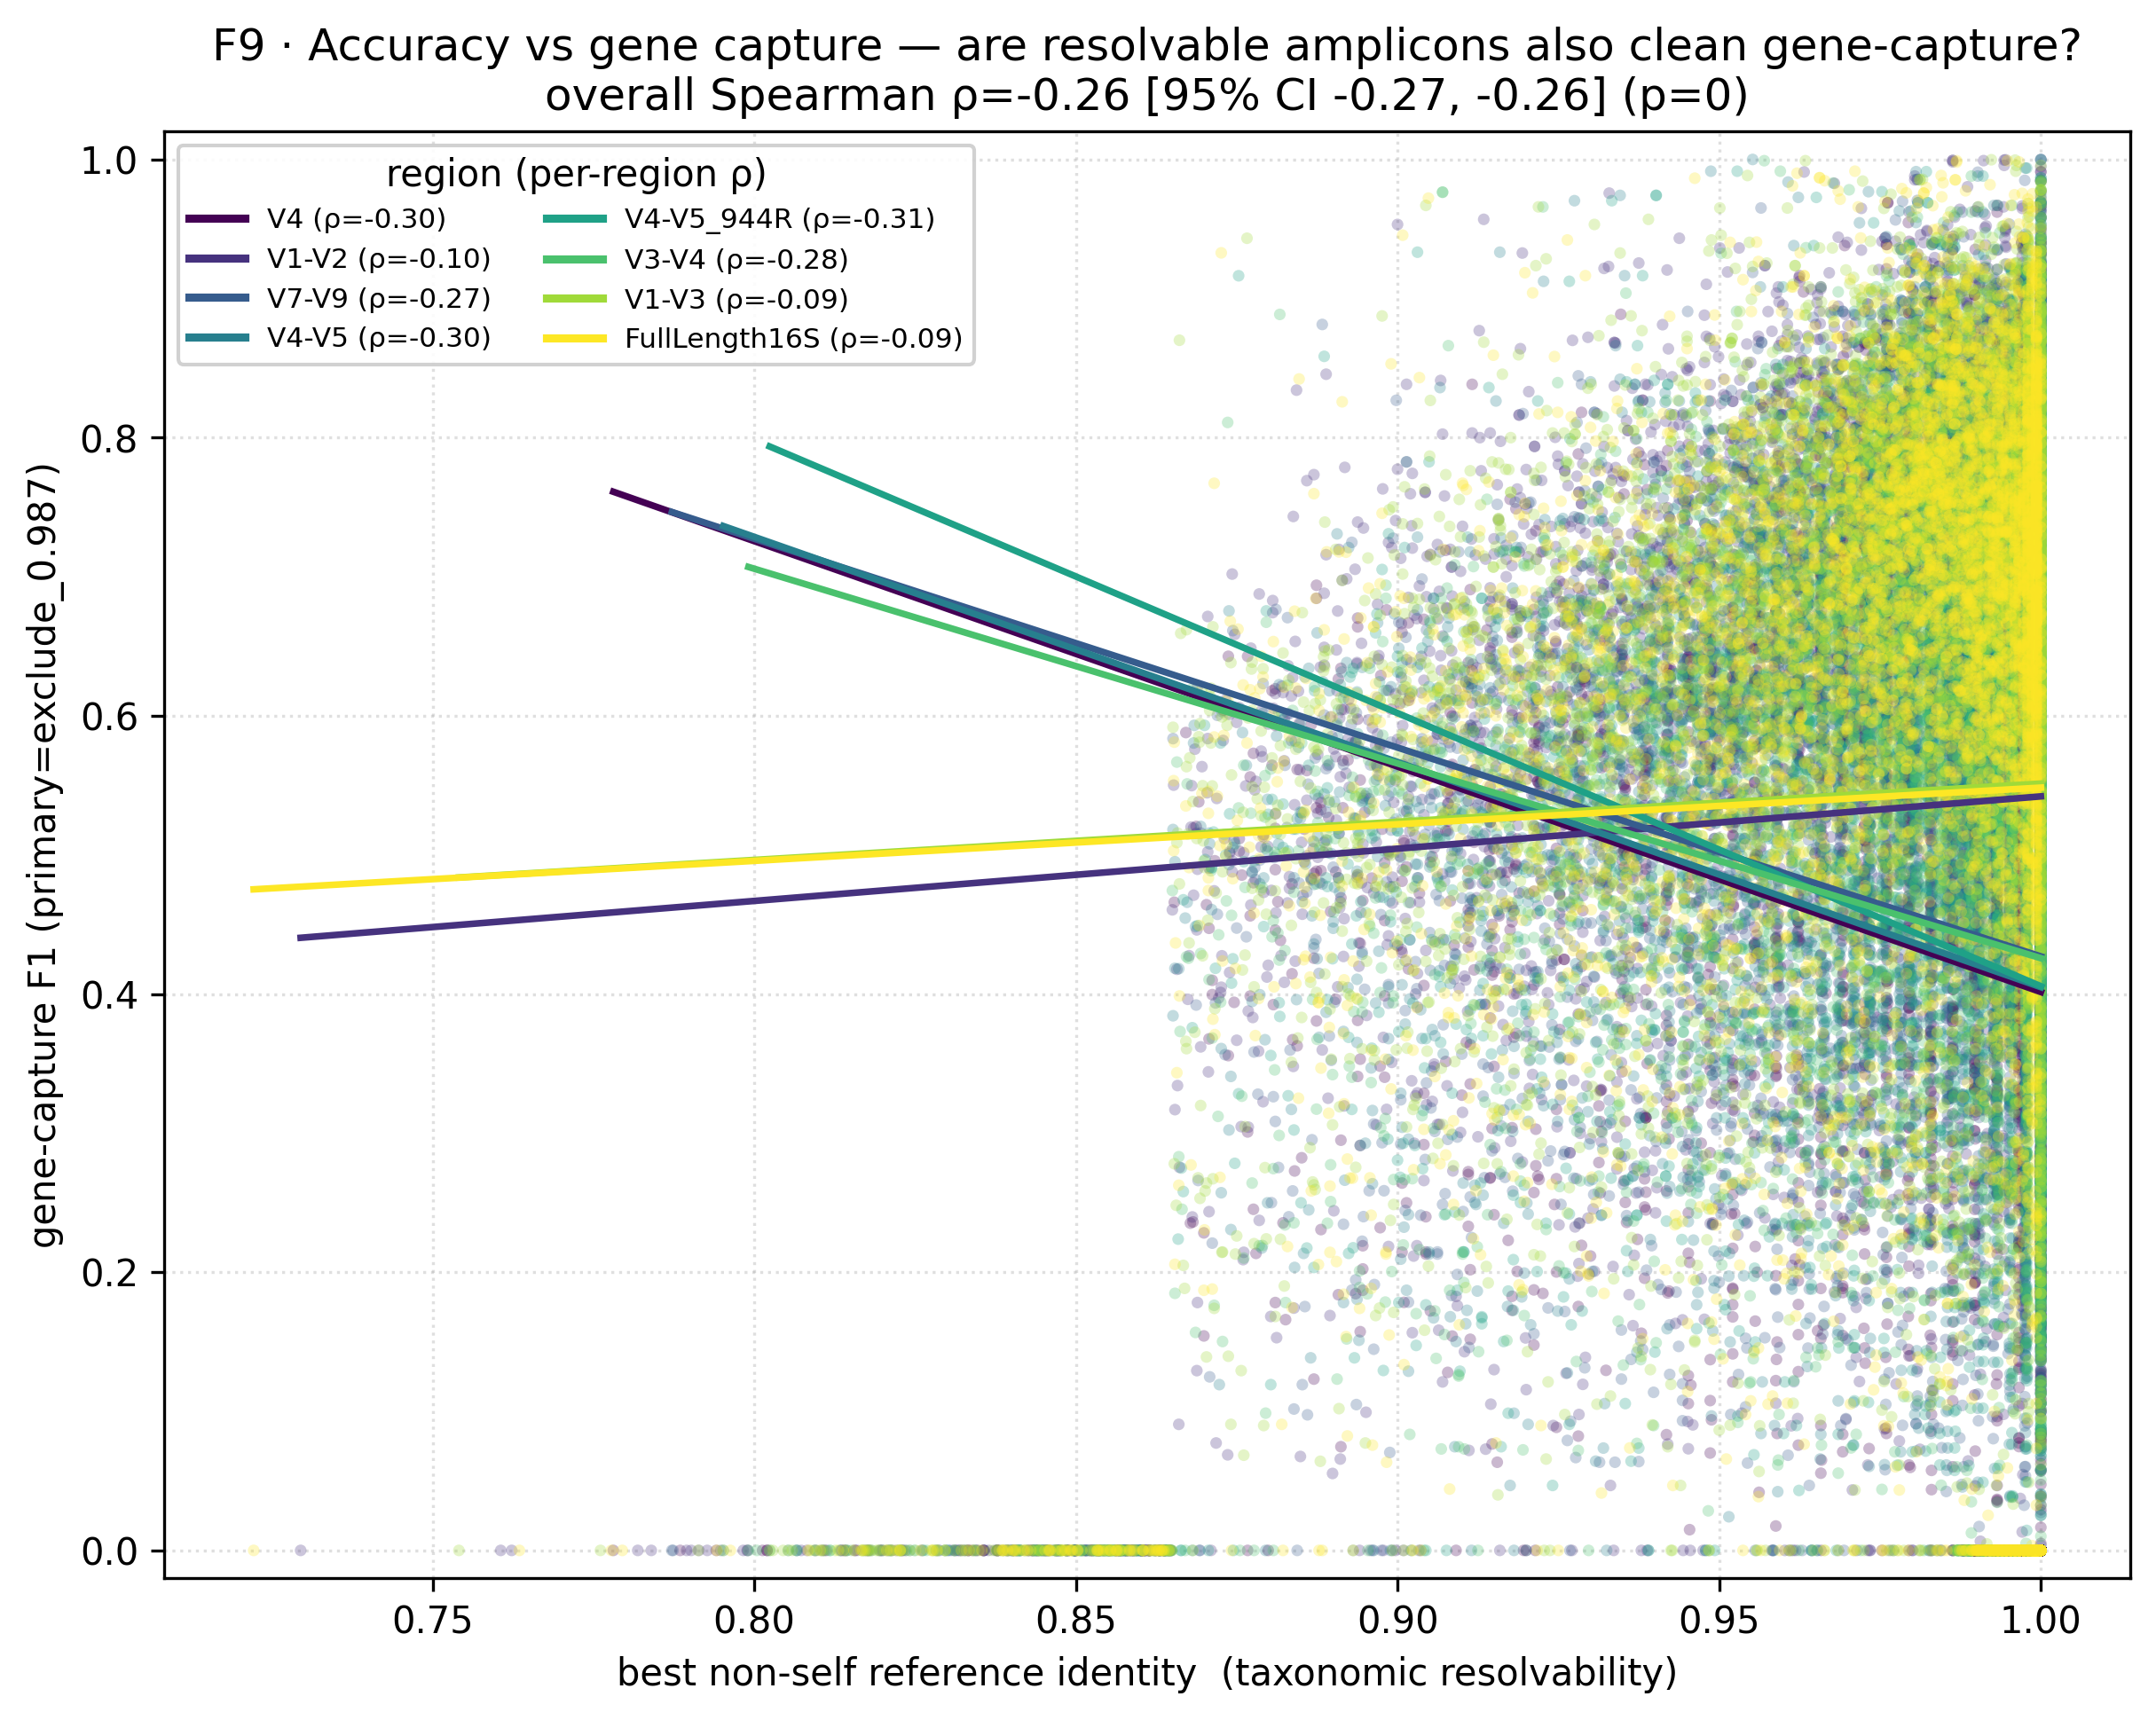 F9 · Accuracy vs gene capture — are resolvable amplicons also clean gene-capture?
overall Spearman ρ=-0.26 [95% CI -0.27, -0.26] (p=0)
region (per-region ρ)
V4 (ρ=-0.30)
V1-V2 (ρ=-0.10)
V7-V9 (ρ=-0.27)
V4-V5 (ρ=-0.30)
V4-V5_944R (ρ=-0.31)
V3-V4 (ρ=-0.28)
V1-V3 (ρ=-0.09)
FullLength16S (ρ=-0.09)
gene-capture F1 (primary=exclude_0.987)
1.0
0.8
0.6
0.4
0.2
0.0
0.75
0.80
0.85
0.90
0.95
1.00
best non-self reference identity  (taxonomic resolvability)